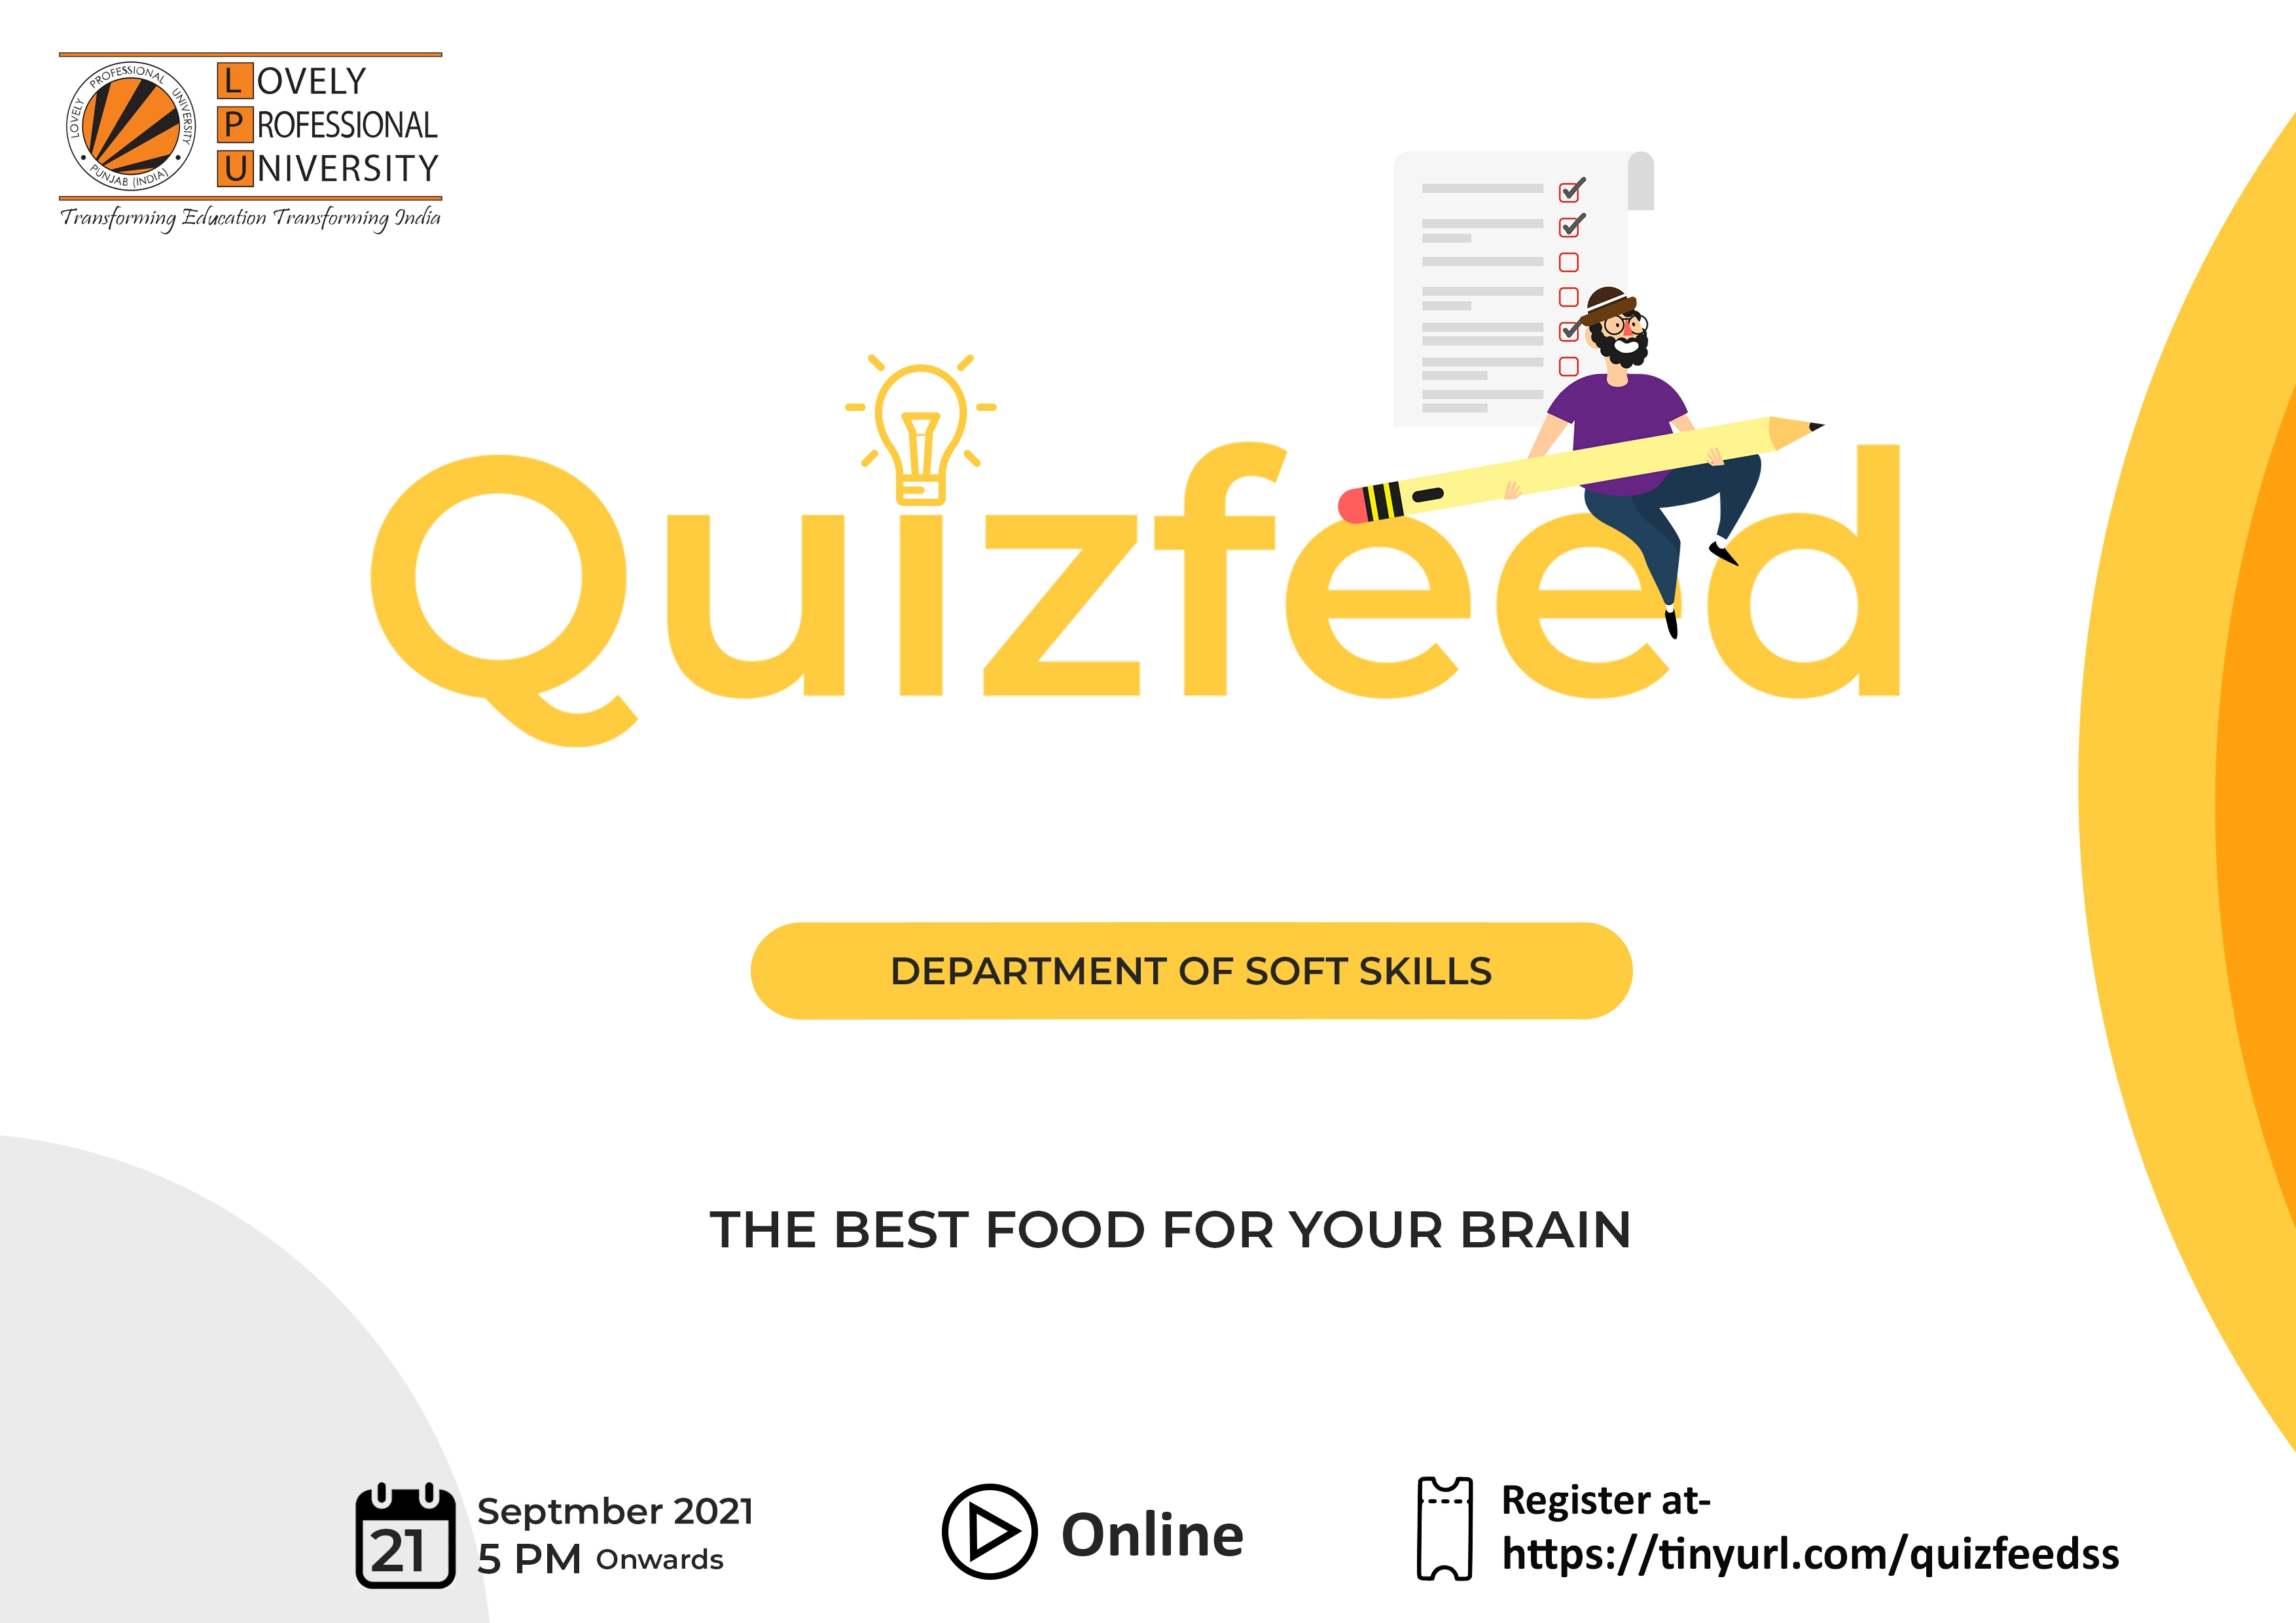 LOVELY PROFESSIONAL UNIVERSITY
PUNJAB (INDIA)
LOVELY
PROFESSIONAL
UNIVERSITY
Transforming Education Transforming India
Quizfeed
DEPARTMENT OF SOFT SKILLS
THE BEST FOOD FOR YOUR BRAIN
21
Septmber 2021
5 PM Onwards
Online
Register at-
https://tinyurl.com/quizfeedss